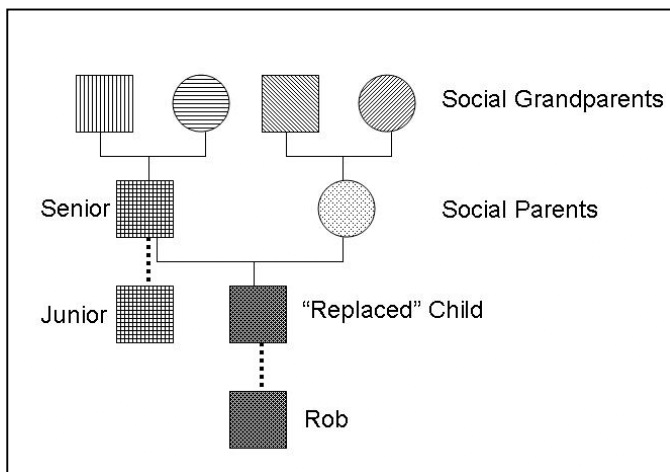 Social Grandparents
Senior
Social Parents
Junior
“Replaced” Child
Rob